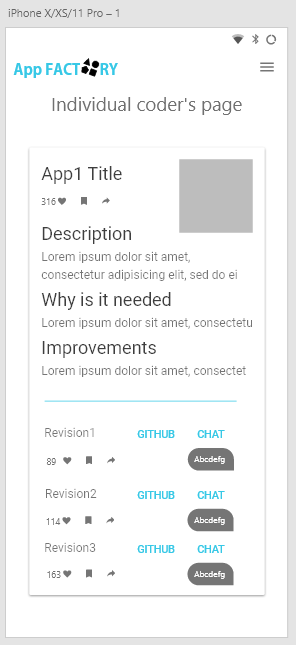 iPhone X/XS/11 Pro – 1
App FACTORY
Individual coder's page
App1 Title
316
Description
Lorem ipsum dolor sit amet,
consectetur adipisicing elit, sed do ei
Why is it needed
Lorem ipsum dolor sit amet, consectetu
Improvements
Lorem ipsum dolor sit amet, consectet
Revision1 GITHUB CHAT
89 Abcdefg
Revision2 GITHUB CHAT
114 Abcdefg
Revision3 GITHUB CHAT
163 Abcdefg